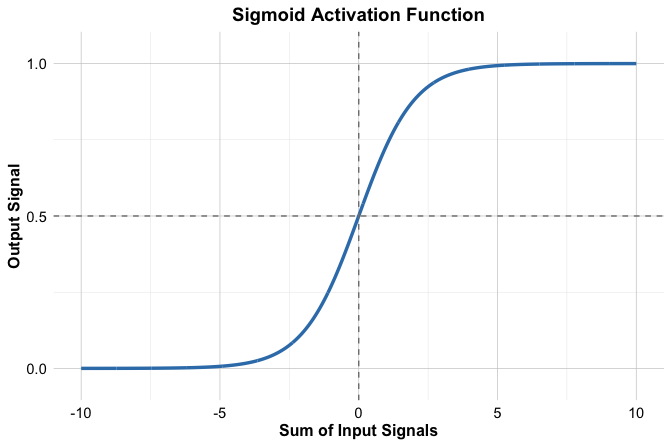 Sigmoid Activation Function
Output Signal
1.0
0.5
0.0
-10 -5 0 5 10
Sum of Input Signals